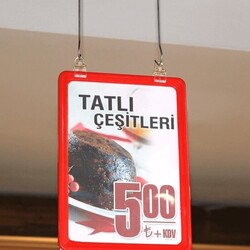 TATLI
ÇEŞİTLERİ
5.00
₺ + KDV